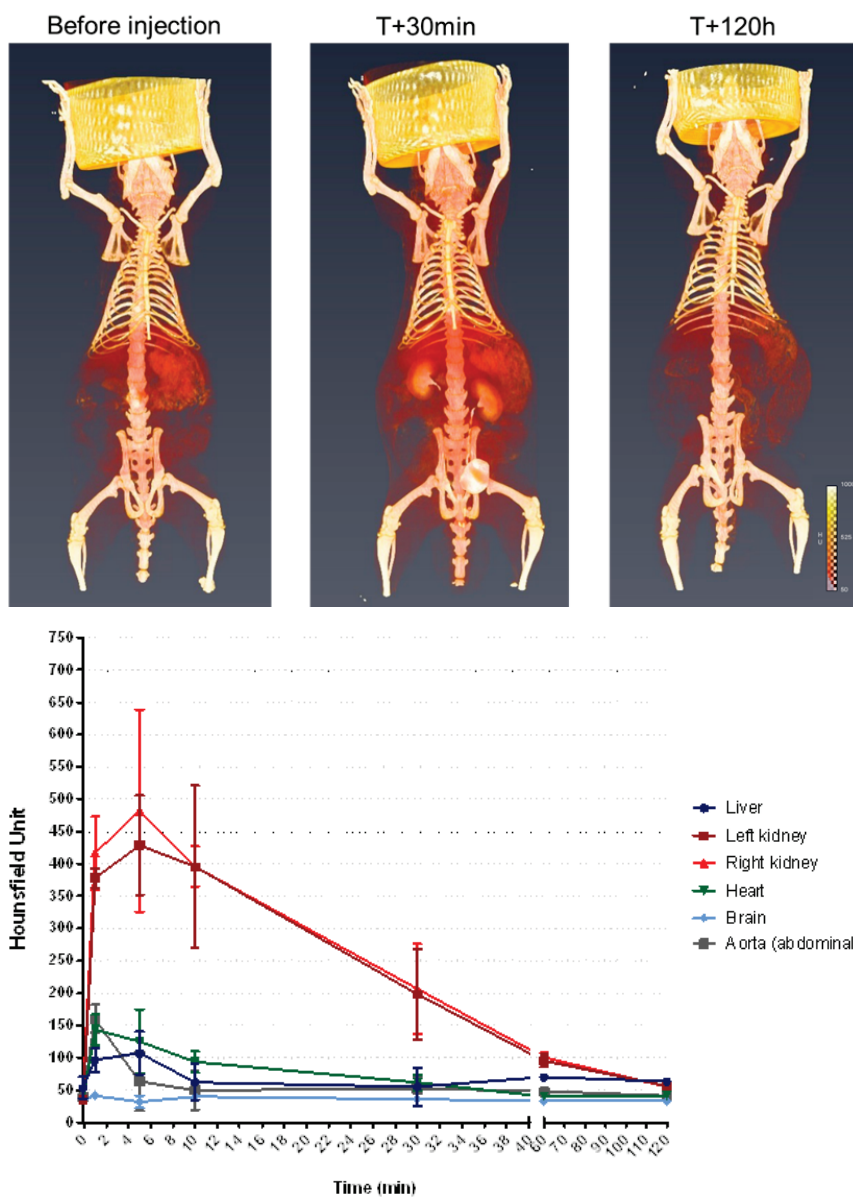 Before injection
T+30min
T+120h
1000
HU
525
50
750
700
650
600
550
500
450
400
350
300
250
200
150
100
50
0
Hounsfield Unit
0 2 4 6 8 10 12 14 16 18 20 22 24 26 28 30 32 34 36 38 40 60 70 80 90 100 110 120
Time (min)
Liver
Left kidney
Right kidney
Heart
Brain
Aorta (abdominal